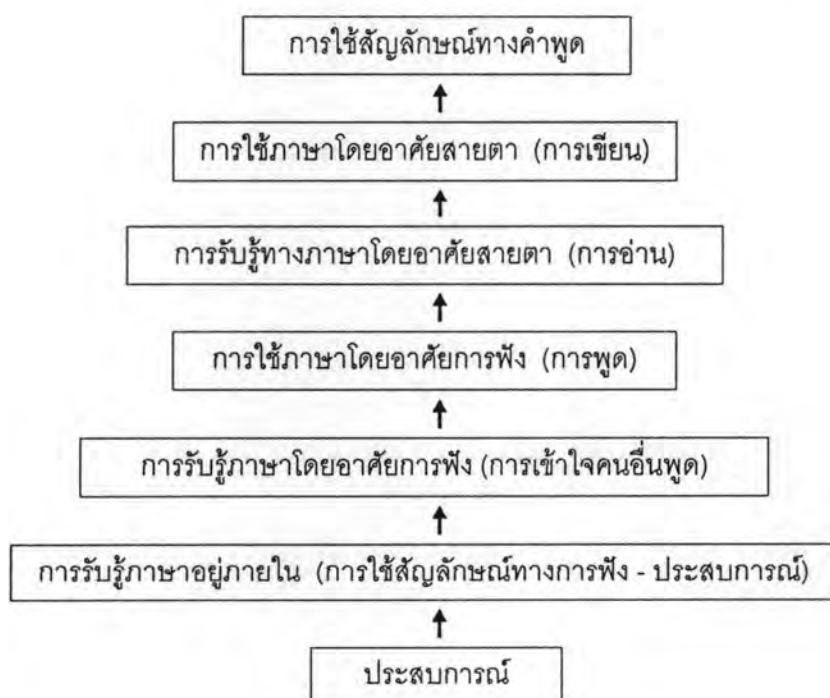 การใช้สัญลักษณ์ทางคำพูด
การใช้ภาษาโดยอาศัยสายตา (การเขียน)
การรับรู้ทางภาษาโดยอาศัยสายตา (การอ่าน)
การใช้ภาษาโดยอาศัยการฟัง (การพูด)
การรับรู้ภาษาโดยอาศัยการฟัง (การเข้าใจคนอื่นพูด)
การรับรู้ภาษาอยู่ภายใน (การใช้สัญลักษณ์ทางการฟัง - ประสบการณ์)
ประสบการณ์